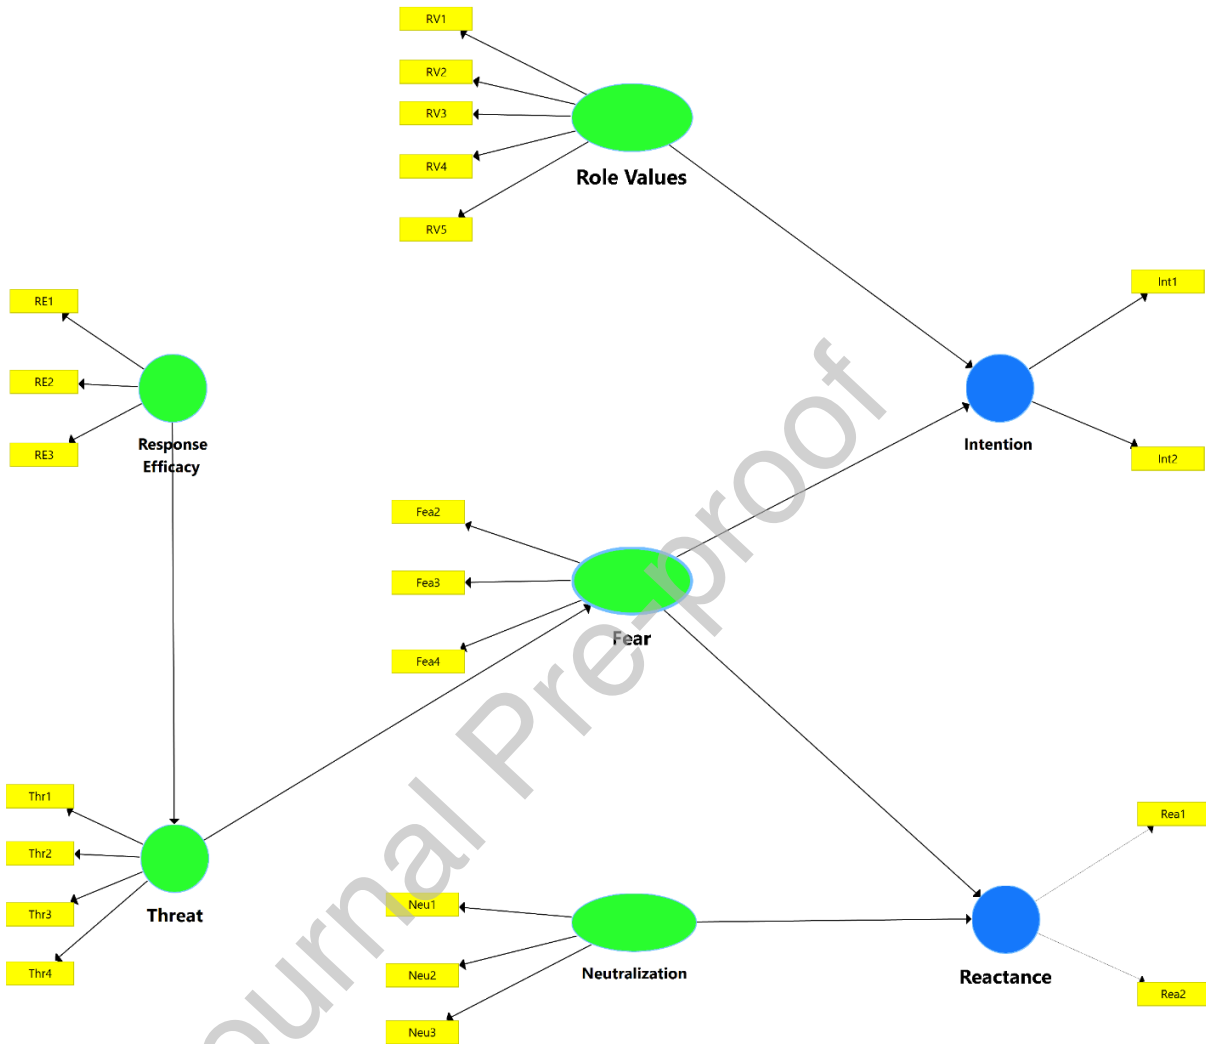 RV1
RV2
RV3
RV4
Role Values
RV5
Int1
RE1
RE2
Response
Efficacy
RE3
Intention
Int2
Fea2
Fea3
Fear
Fea4
Thr1
Rea1
Thr2
Neu1
Thr3
Threat
Neutralization
Neu2
Thr4
Reactance
Rea2
Neu3
ournal Pre-proof